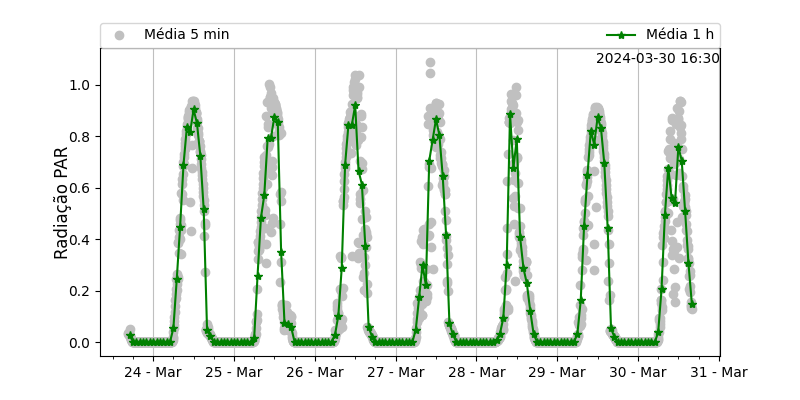 Média 5 min
Média 1 h
2024-03-30 16:30
Radiação PAR
1.0
0.8
0.6
0.4
0.2
0.0
24 - Mar
25 - Mar
26 - Mar
27 - Mar
28 - Mar
29 - Mar
30 - Mar
31 - Mar